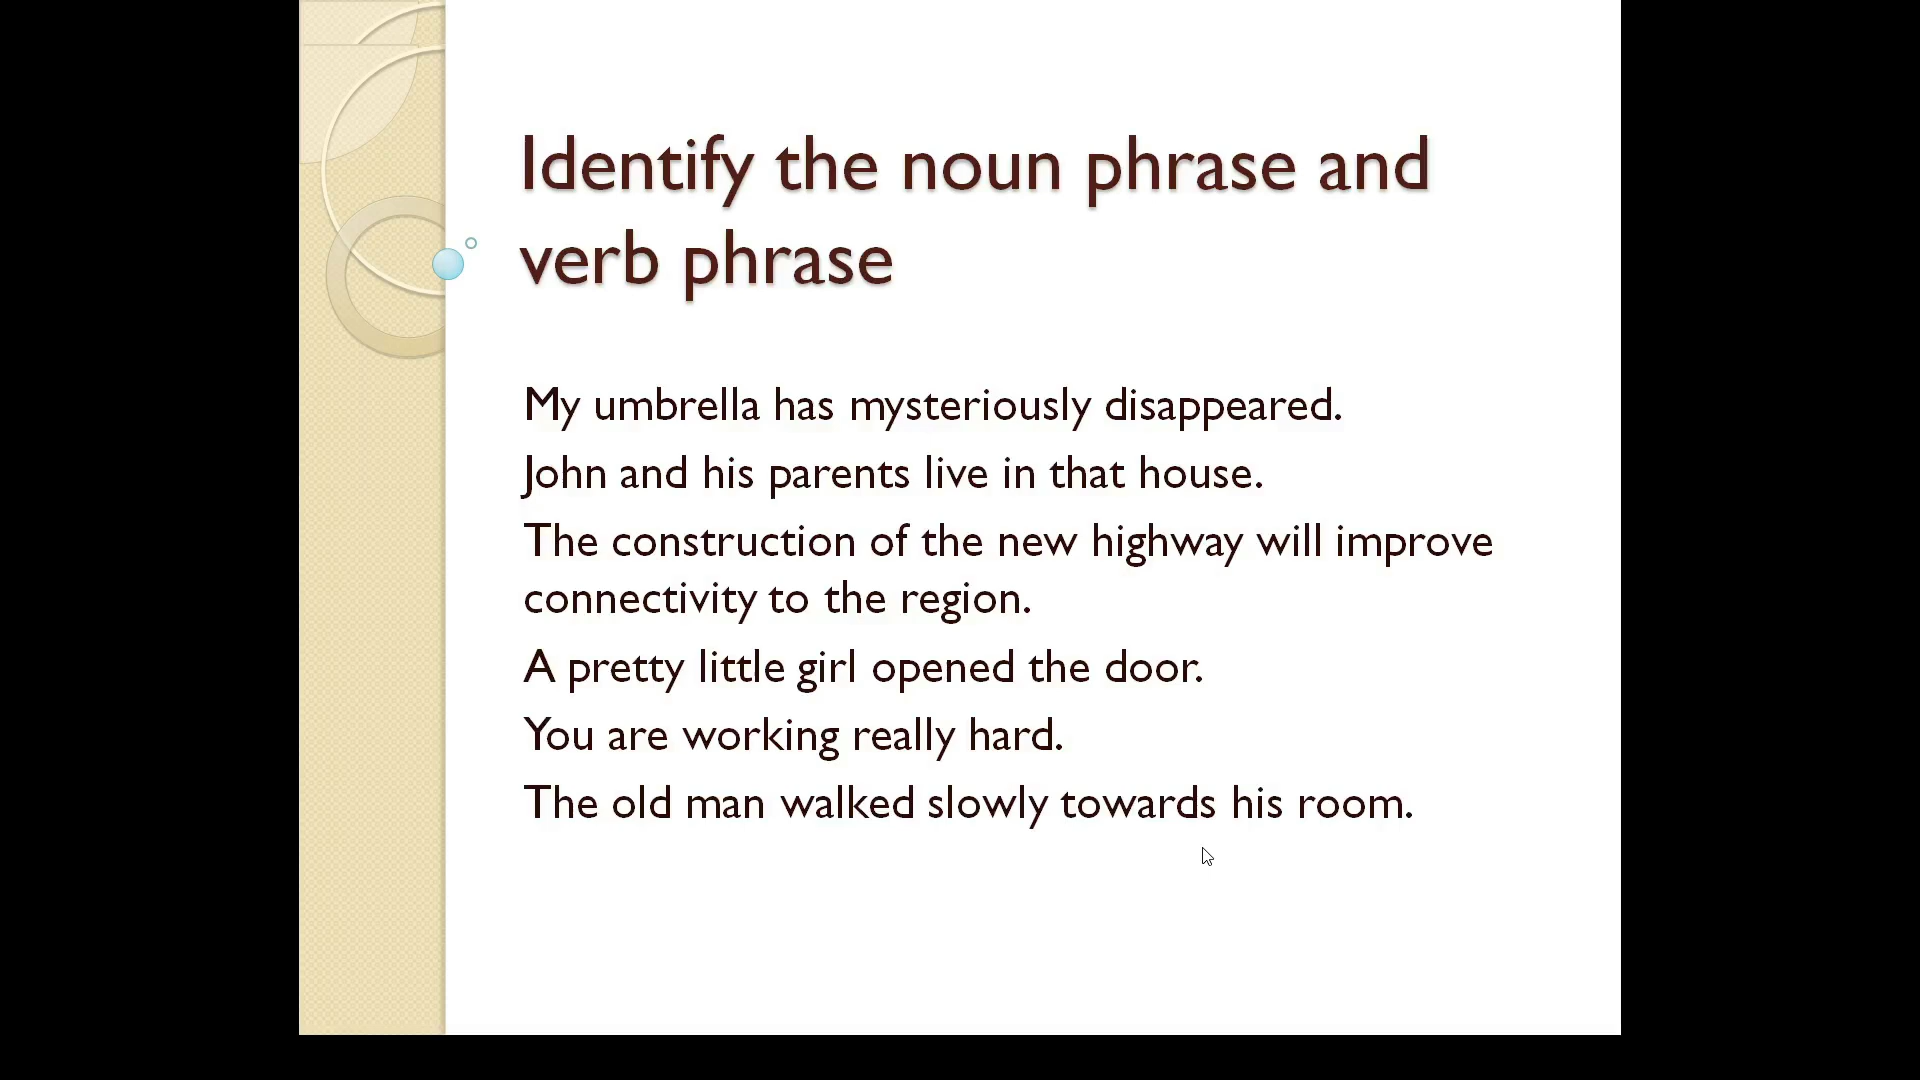 Identify the noun phrase and
verb phrase
My umbrella has mysteriously disappeared.
John and his parents live in that house.
The construction of the new highway will improve
connectivity to the region.
A pretty little girl opened the door.
You are working really hard.
The old man walked slowly towards his room.